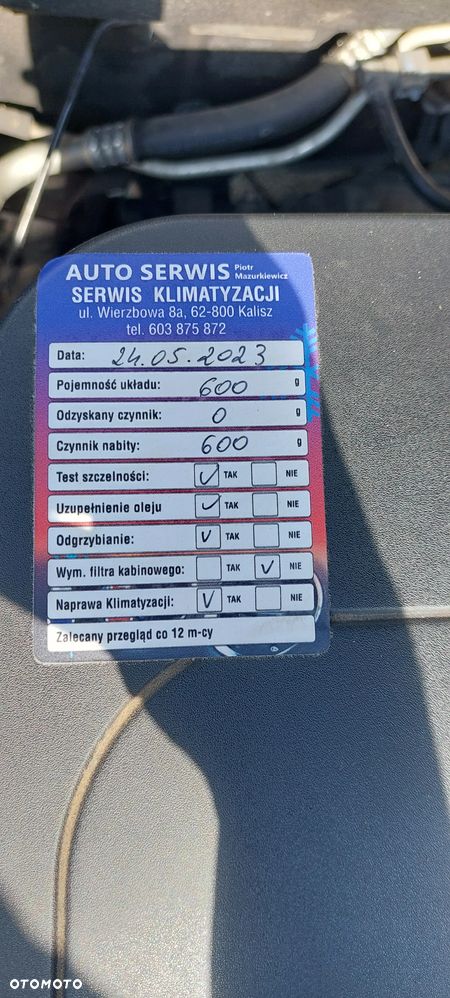 AUTO SERWIS Piotr Mazurkiewicz
SERWIS KLIMATYZACJI
ul. Wierzbowa 8a, 62-800 Kalisz
tel. 603 875 872
Data: 24.05.2023
Pojemność układu: 600 g
Odzyskany czynnik: 0 g
Czynnik nabity: 600 g
Test szczelności: ✓ TAK NIE
Uzupełnienie oleju ✓ TAK NIE
Odgrzybianie: ✓ TAK NIE
Wym. filtra kabinowego: TAK ✓ NIE
Naprawa Klimatyzacji: ✓ TAK NIE
Zalecany przegląd co 12 m-cy
OTOMOTO